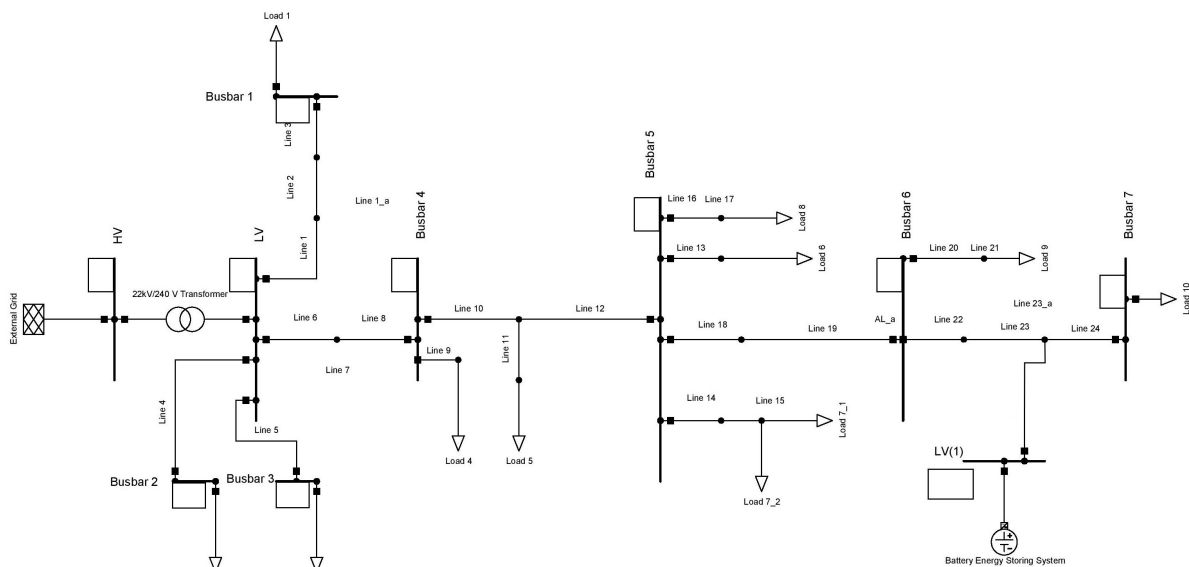 Load 1
Busbar 1
Line 3
Line 2
Line 1_a
Line 1
HV
LV
Busbar 4
Busbar 5
Busbar 6
Busbar 7
Line 16
Line 17
Load 8
Line 13
Load 6
Line 20
Line 21
Load 9
Load 10
External Grid
22kV/240 V Transformer
Line 6
Line 8
Line 7
Line 10
Line 12
Line 9
Line 11
Line 18
Line 19
AL_a
Line 22
Line 23_a
Line 23
Line 24
Line 4
Line 5
Line 14
Line 15
Load 7_1
Load 4
Load 5
Load 7_2
Busbar 2
Busbar 3
LV(1)
Battery Energy Storing System